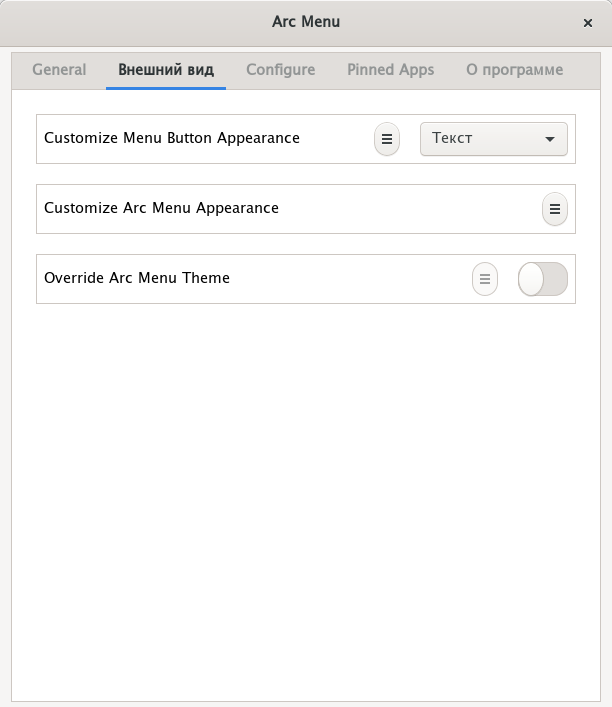 Arc Menu
General Внешний вид Configure Pinned Apps О программе
Customize Menu Button Appearance Текст
Customize Arc Menu Appearance
Override Arc Menu Theme